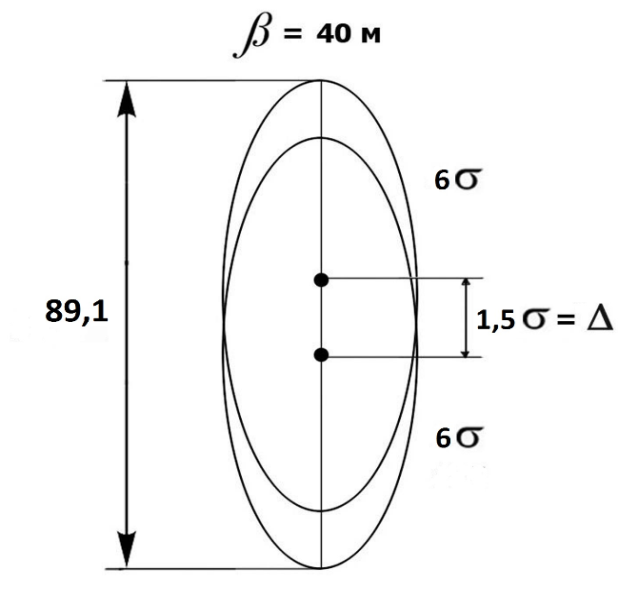 β = 40 м
6σ
89,1
1,5 σ = Δ
6σ